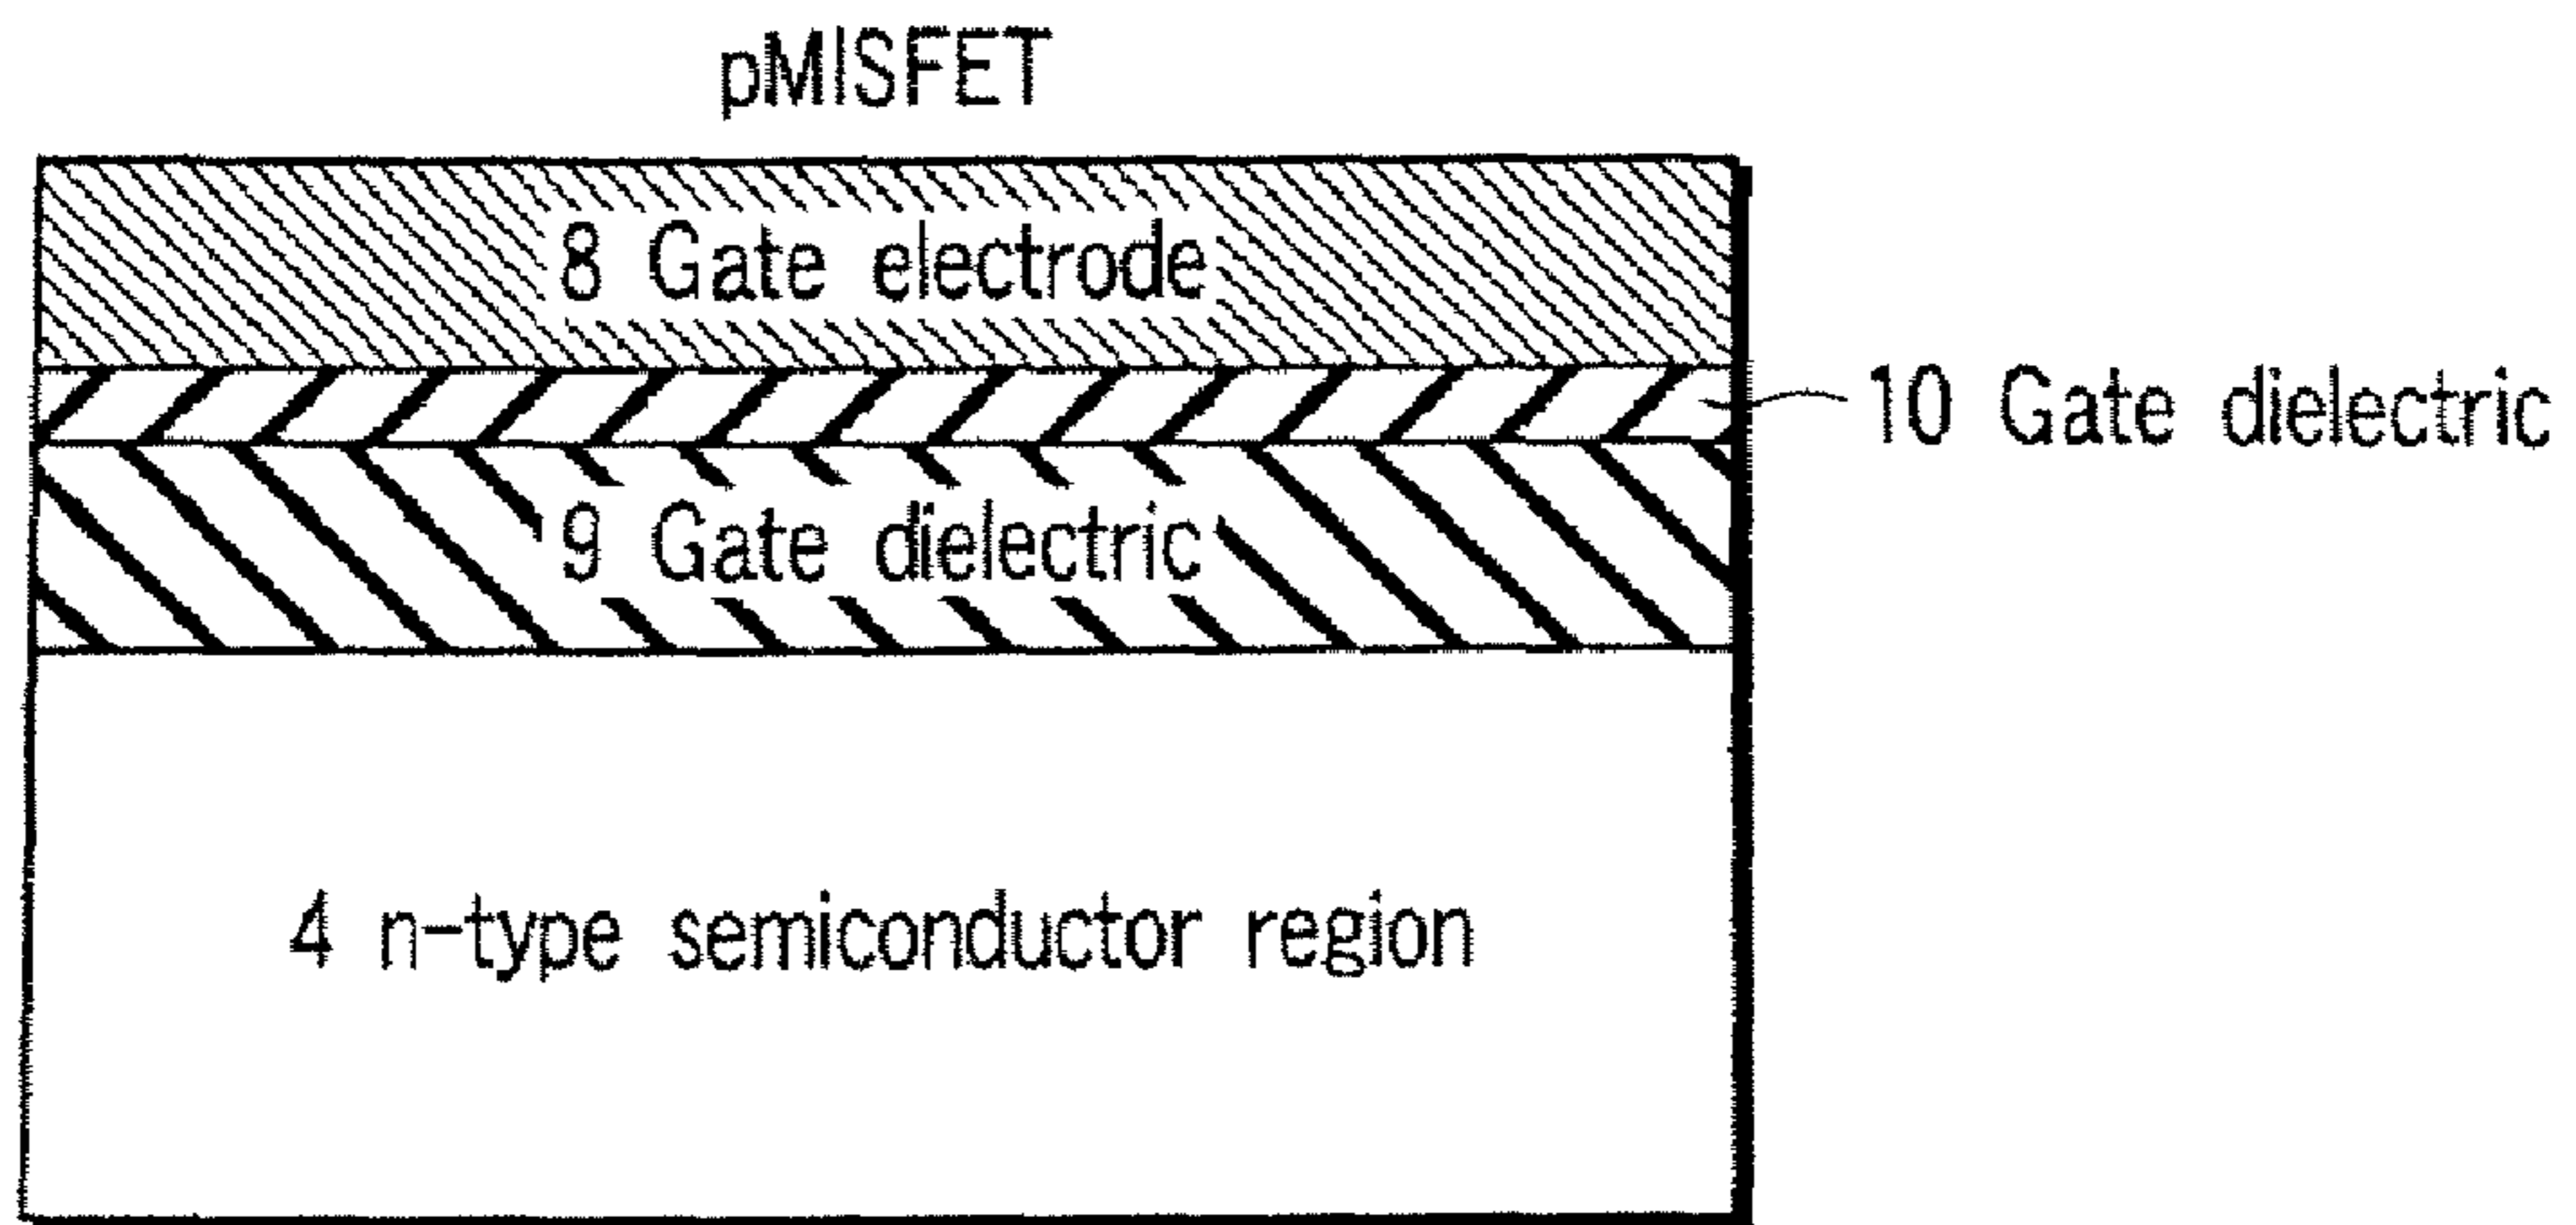 pMISFET
8 Gate electrode
10 Gate dielectric
9 Gate dielectric
4 n-type semiconductor region